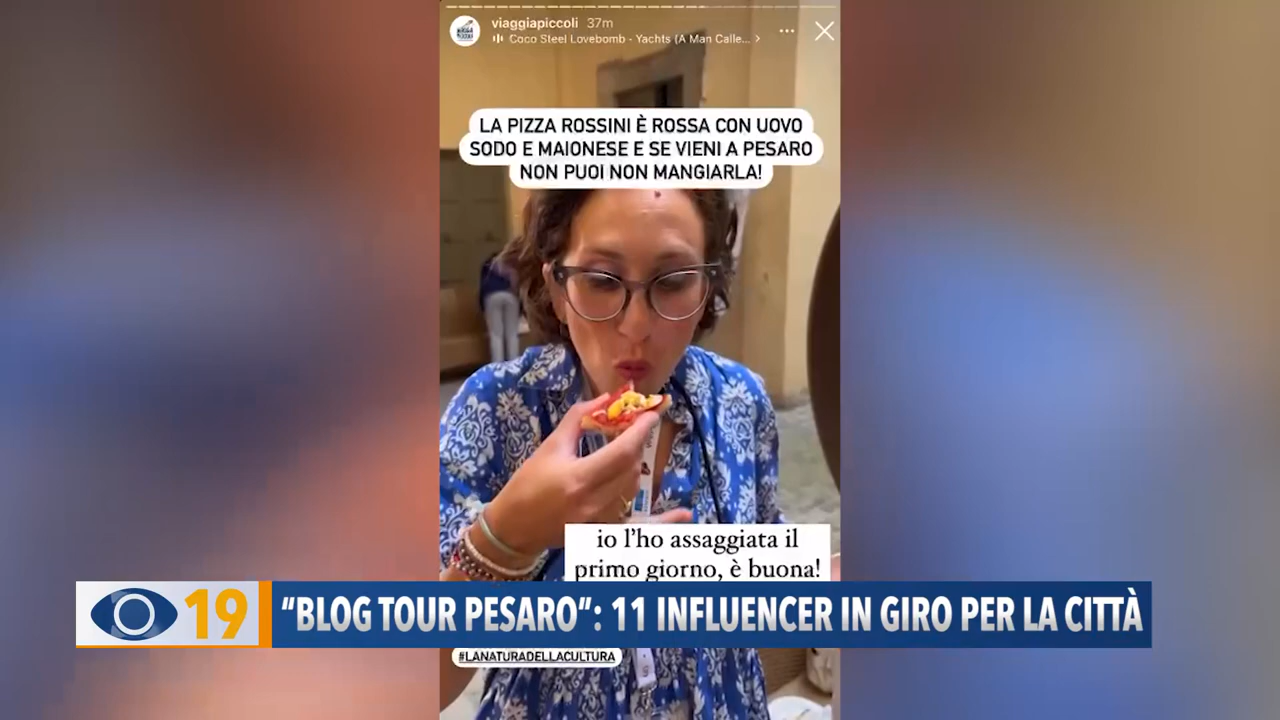 viaggiapiccoli 37m
Coco Steel Lovebomb - Yachts (A Man Calle... >
LA PIZZA ROSSINI È ROSSA CON UOVO
SODO E MAIONESE E SE VIENI A PESARO
NON PUOI NON MANGIARLA!
io l'ho assaggiata il
primo giorno, è buona!
19 “BLOG TOUR PESARO”: 11 INFLUENCER IN GIRO PER LA CITTÀ
#LANATURADELLACULTURA